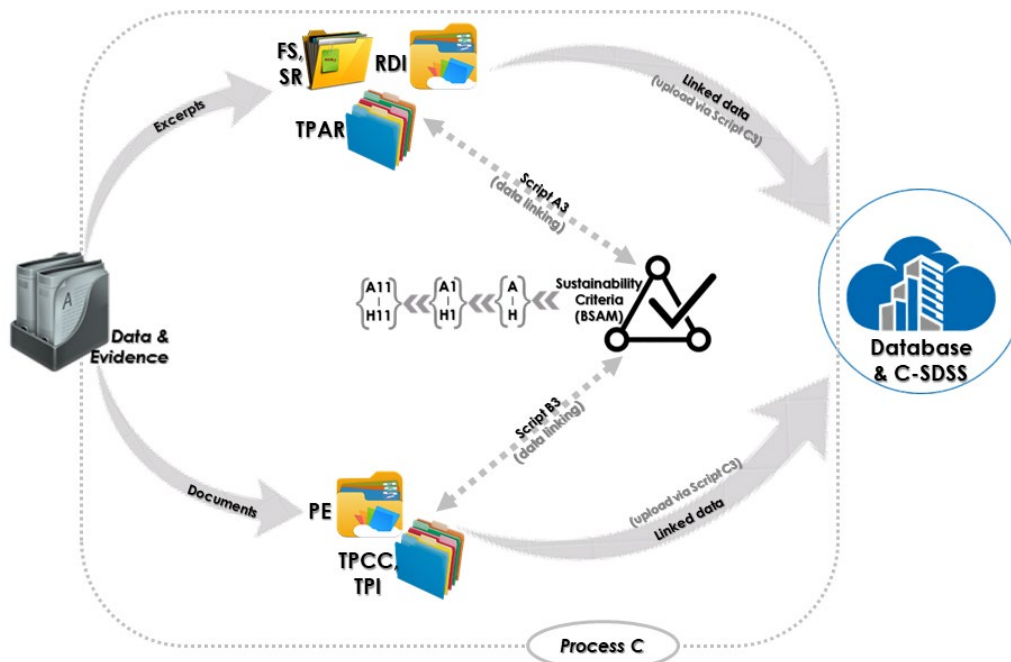 FS,
SR
RDI
TPAR
Excerpts
Linked data
(upload via Script C3)
Script A3
(data linking)
A
Data &
Evidence
{A11 – H11} {A1 – H1} {A – H}
Sustainability
Criteria
(BSAM)
Database
& C-SDSS
Script B3
(data linking)
Documents
PE
TPCC,
TPI
(upload via Script C3)
Linked data
Process C